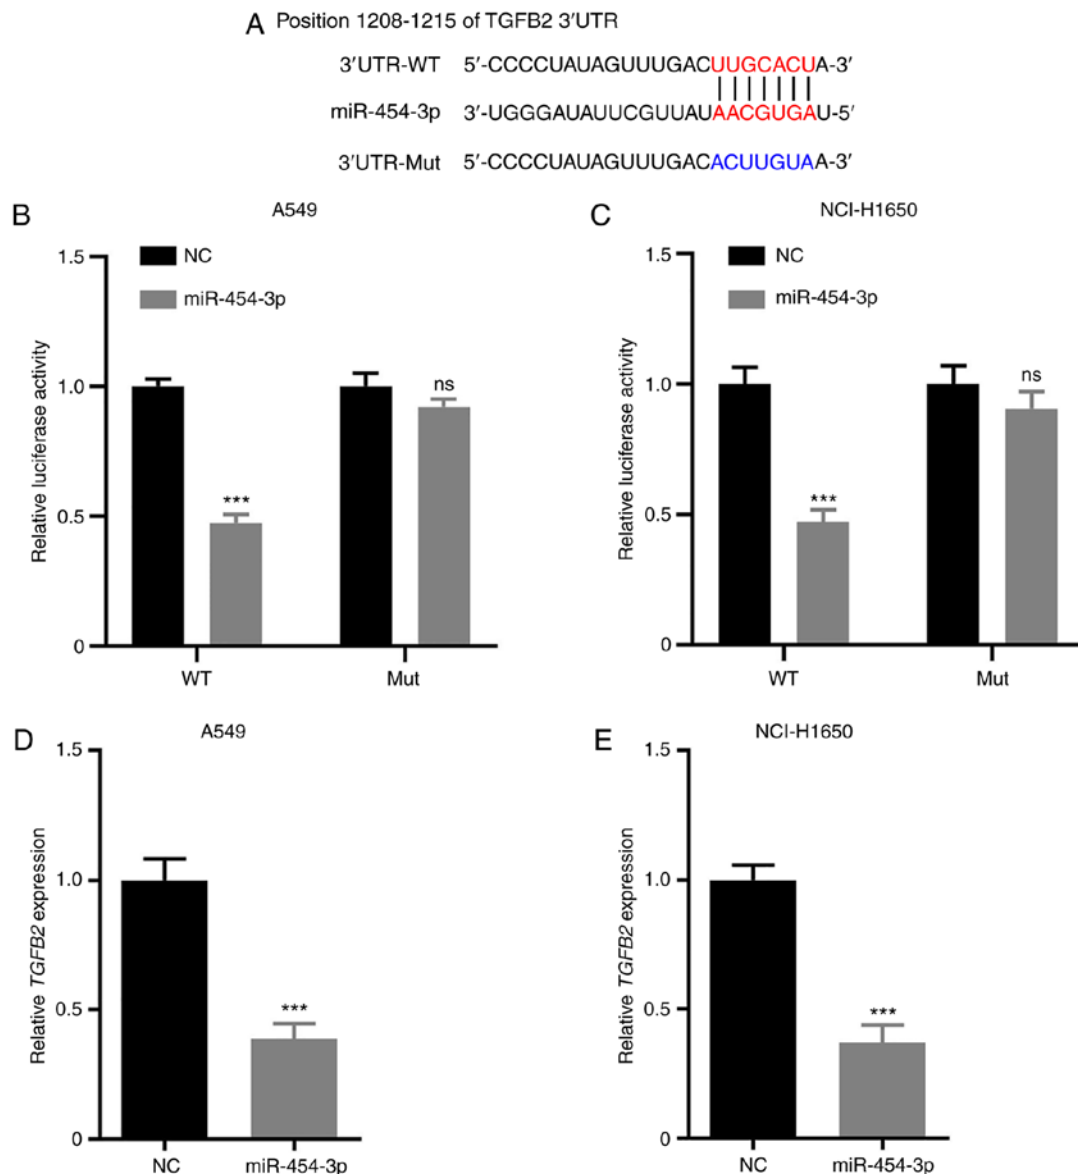 A Position 1208-1215 of TGFB2 3′UTR
3′UTR-WT 5′-CCCCUAUAGUUUGACUUGCACUA-3′
miR-454-3p 3′-UGGGAUAUUCGUUAUAACGUGAU-5′
3′UTR-Mut 5′-CCCCUAUAGUUUGACACUUGUAA-3′
B A549
1.5
NC
miR-454-3p
1.0
ns
Relative luciferase activity
***
0.5
0
WT Mut
C NCI-H1650
1.5
NC
miR-454-3p
1.0
ns
Relative luciferase activity
***
0.5
0
WT Mut
D A549
1.5
1.0
Relative TGFB2 expression
***
0.5
0
NC miR-454-3p
E NCI-H1650
1.5
1.0
Relative TGFB2 expression
***
0.5
0
NC miR-454-3p